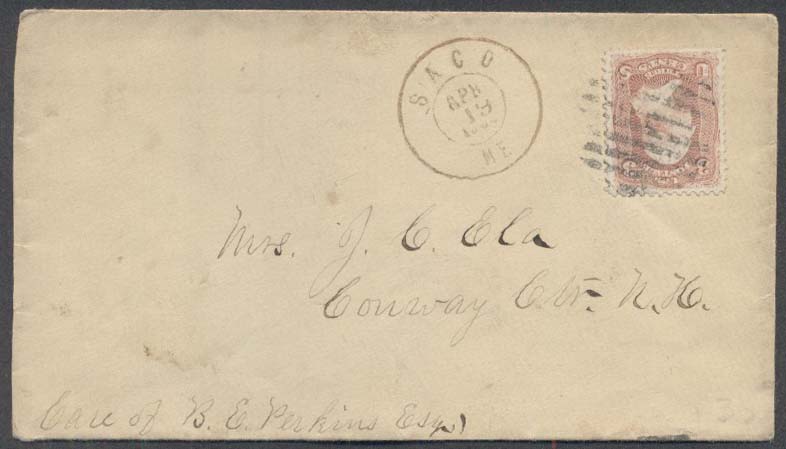 SACO
APR
13
ME
Mrs. J. C. Ela
Conway Ctr. N. H.
Care of B. E. Perkins Esq.